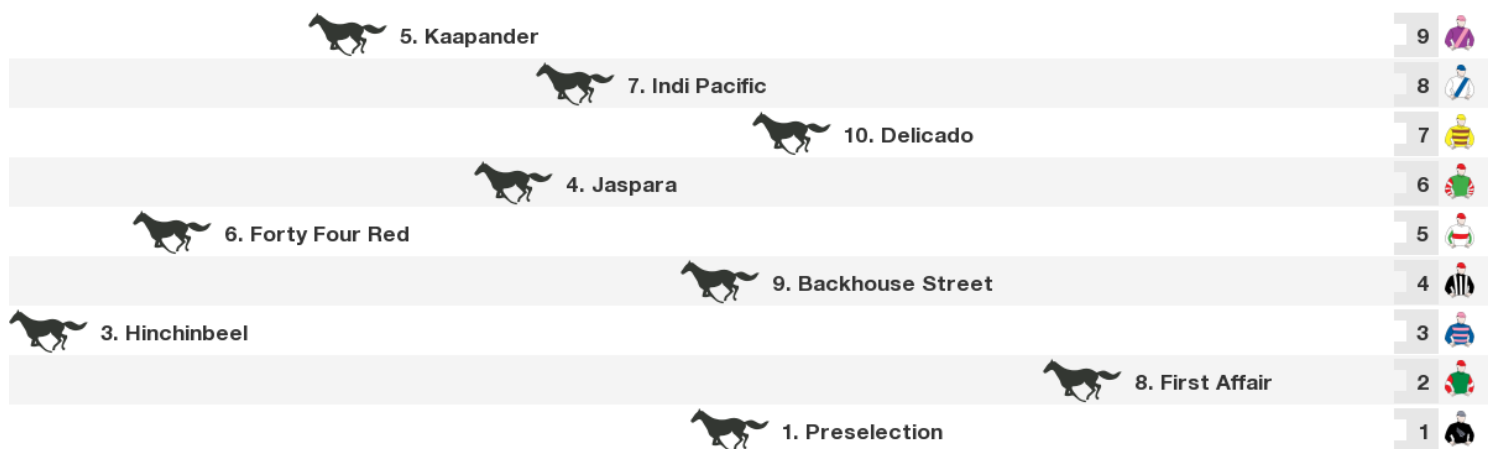 5. Kaapander 9
7. Indi Pacific 8
10. Delicado 7
4. Jaspara 6
6. Forty Four Red 5
9. Backhouse Street 4
3. Hinchinbeel 3
8. First Affair 2
1. Preselection 1